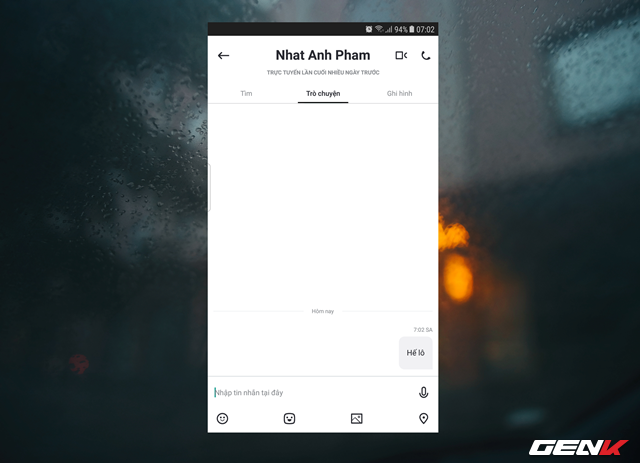 94% 07:02
Nhat Anh Pham
TRỰC TUYẾN LẦN CUỐI NHIỀU NGÀY TRƯỚC
Tìm Trò chuyện Ghi hình
Hôm nay
7:02 SA
Hế lô
Nhập tin nhắn tại đây
GENK